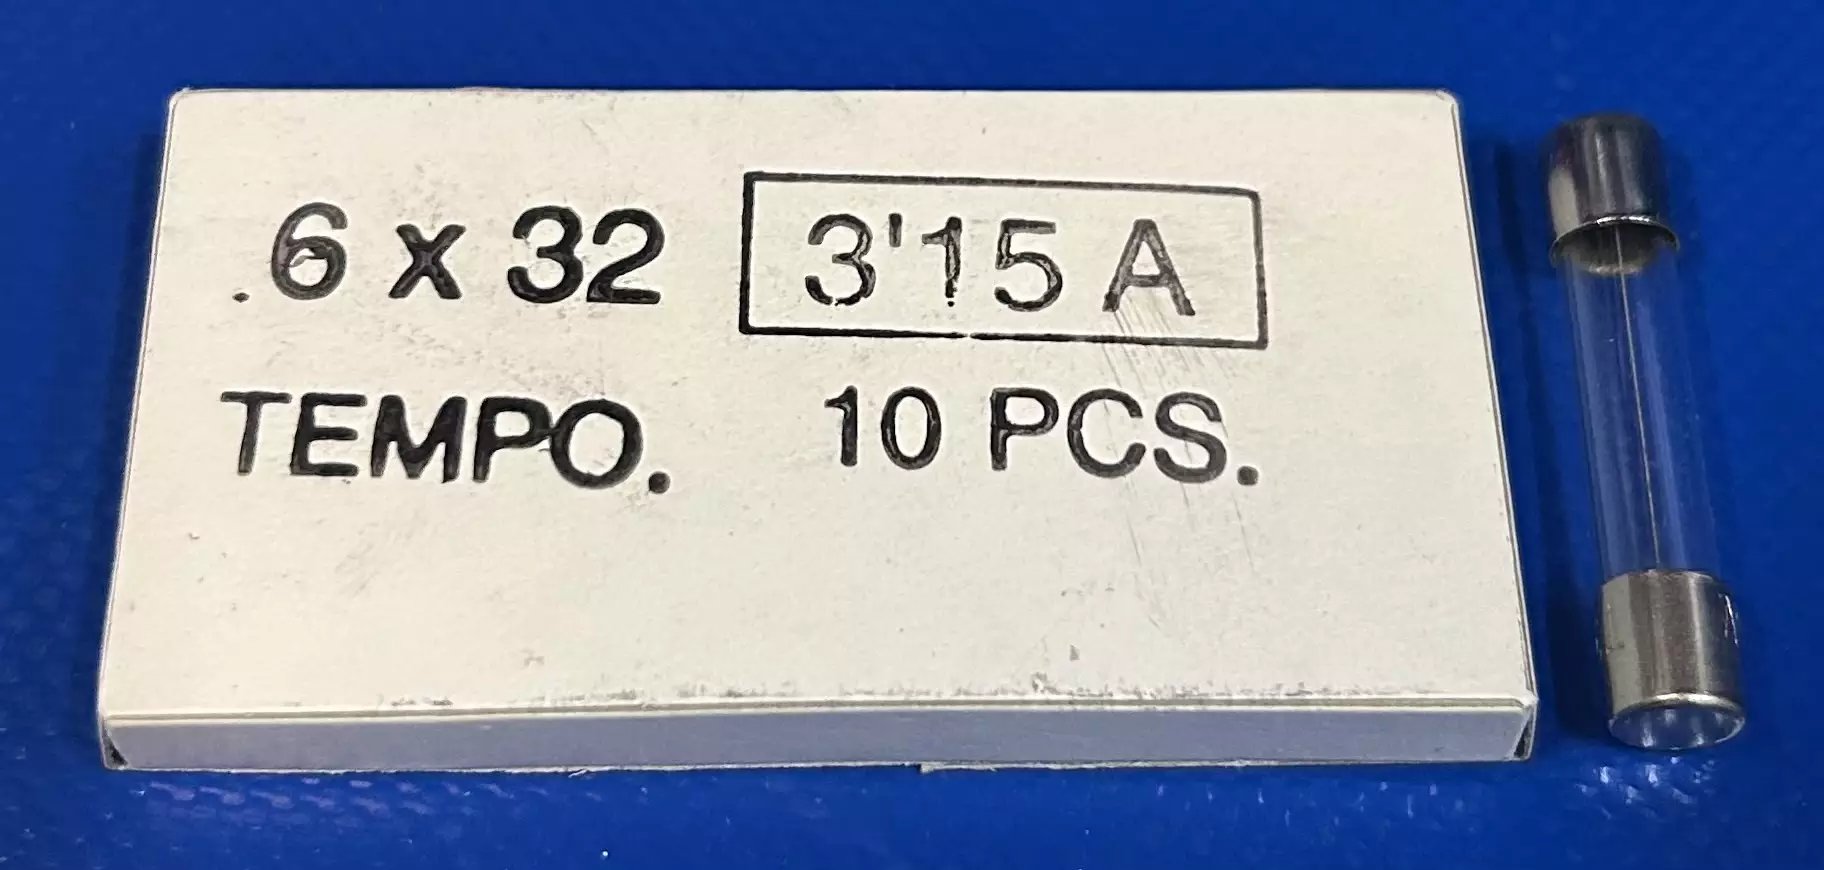 .6 x 32 3'15 A
TEMPO. 10 PCS.